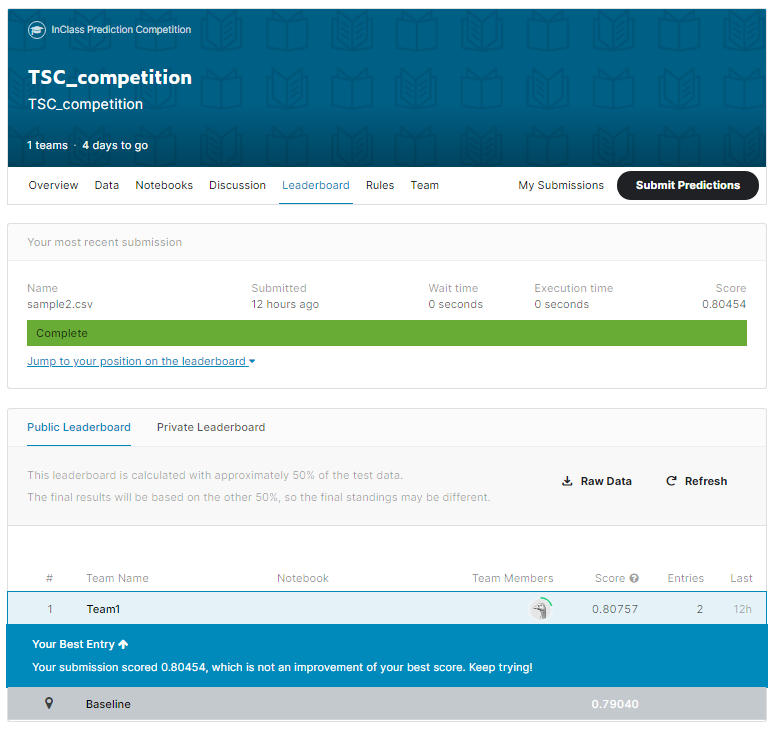 InClass Prediction Competition
TSC_competition
TSC_competition
1 teams · 4 days to go
Overview Data Notebooks Discussion Leaderboard Rules Team My Submissions Submit Predictions
Your most recent submission
Name Submitted Wait time Execution time Score
sample2.csv 12 hours ago 0 seconds 0 seconds 0.80454
Complete
Jump to your position on the leaderboard
Public Leaderboard Private Leaderboard
This leaderboard is calculated with approximately 50% of the test data.
The final results will be based on the other 50%, so the final standings may be different.
Raw Data Refresh
# Team Name Notebook Team Members Score Entries Last
1 Team1 0.80757 2 12h
Your Best Entry
Your submission scored 0.80454, which is not an improvement of your best score. Keep trying!
Baseline 0.79040